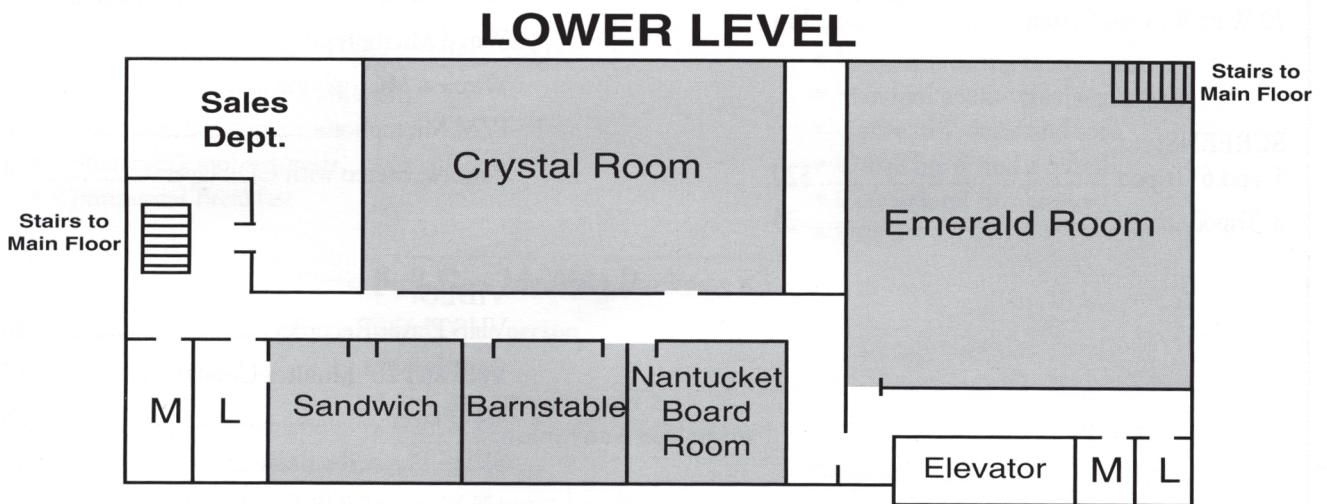 LOWER LEVEL
Sales
Dept.
Crystal Room
Emerald Room
Stairs to
Main Floor
Stairs to
Main Floor
M
L
Sandwich
Barnstable
Nantucket
Board
Room
Elevator
M
L